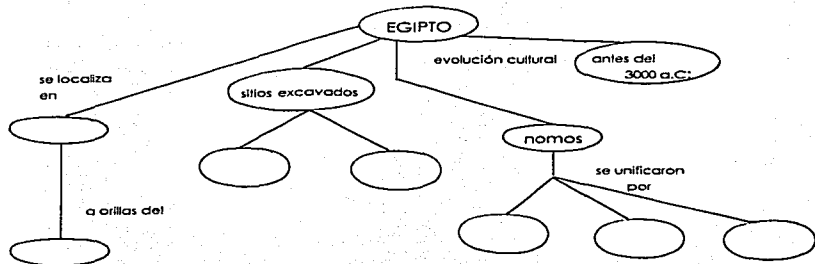 EGIPTO
evolución cultural
antes del
3000 a.C.
se localiza
en
sitios excavados
nomos
se unificaron
por
a orillas del